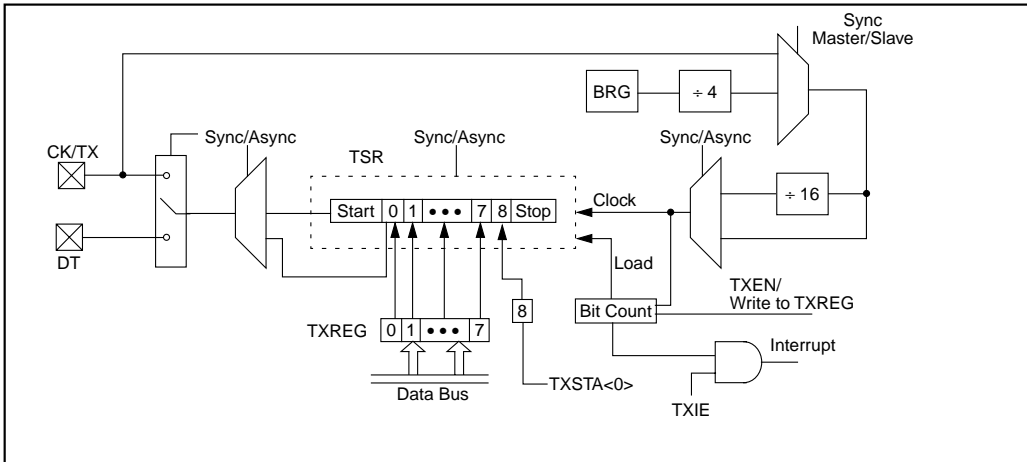 Sync
Master/Slave
BRG
÷ 4
CK/TX
Sync/Async
Sync/Async
TSR
Sync/Async
÷ 16
Start 0 1 ••• 7 8 Stop
Clock
DT
Load
TXEN/
Write to TXREG
Bit Count
8
TXREG 0 1 ••• 7
Interrupt
Data Bus
TXSTA<0>
TXIE